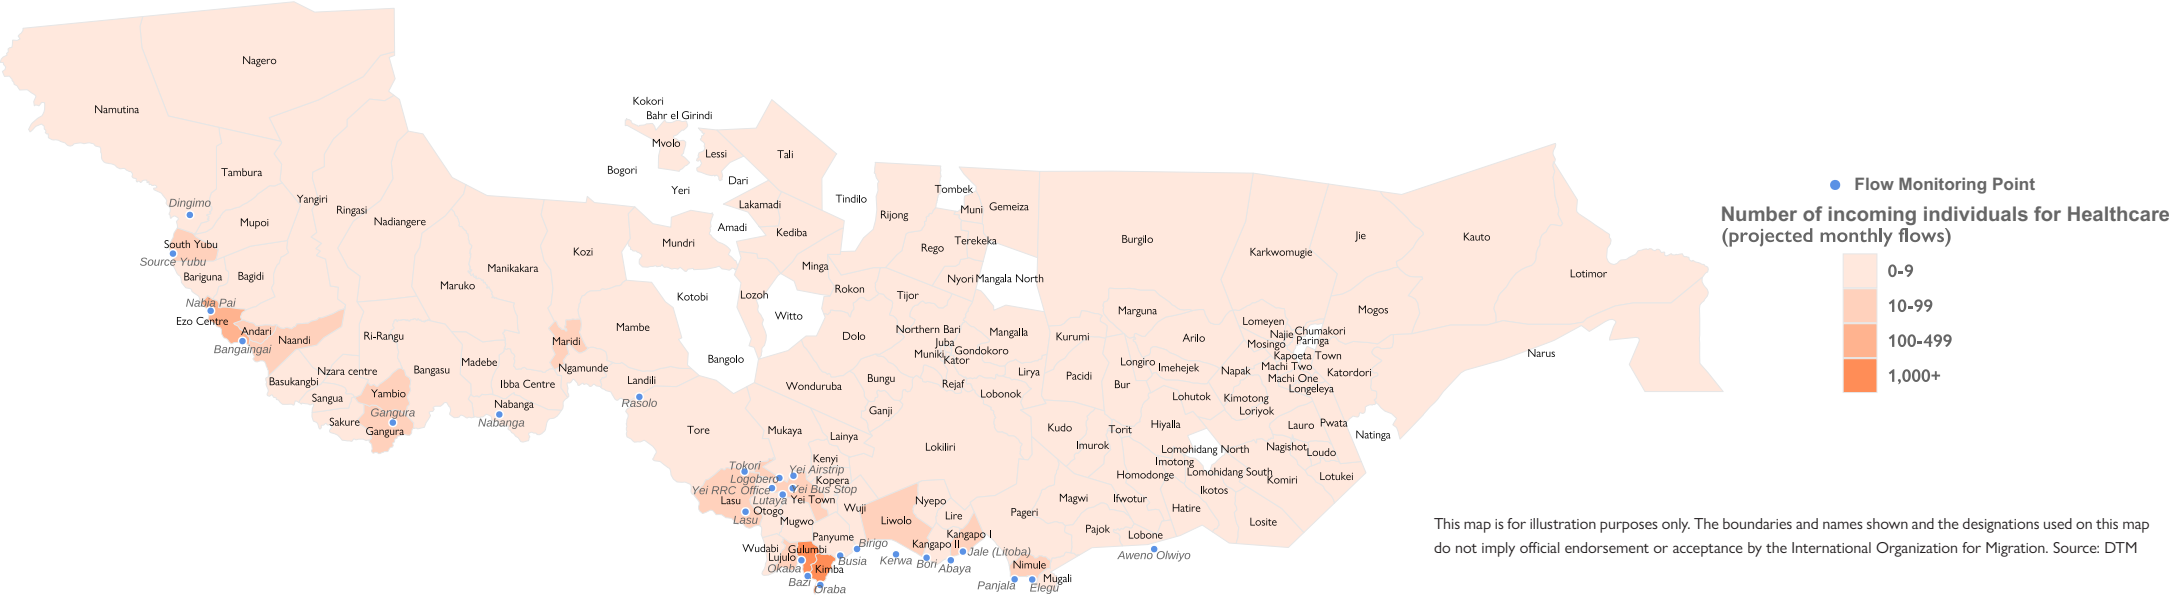 Nagero
Kokori
Namutina
Bahr el Girindi
Mvolo
Lessi
Tali
Bogori
Tambura
Dari
Yeri
Tombek
Flow Monitoring Point
Yangiri
Tindilo
Dingimo
Lakamadi
Ringasi
Muni
Gemeiza
Rijong
Number of incoming individuals for Healthcare
(projected monthly flows)
Mupoi
Nadiangere
Amadi
Kediba
South Yubu
Mundri
Terekeka
Burgilo
Jie
Kauto
Rego
Kozi
Karkwomugie
Source Yubu
Manikakara
Minga
0-9
Bariguna
Bagidi
Nyori
Mangala North
Lotimor
Maruko
Rokon
Kotobi
Lozoh
Tijor
Nabia Pai
10-99
Witto
Marguna
Mogos
Ezo Centre
Lomeyen
Andari
Mambe
Northern Bari
Mangalla
Chumakori
Najie
Ri-Rangu
Dolo
Kurumi
Arilo
100-499
Naandi
Maridi
Juba
Mosingo
Paringa
Bangaingai
Muniki
Gondokoro
Narus
Kator
Kapoeta Town
Madebe
Bangolo
Longiro
Imehejek
Machi Two
Nzara centre
Bangasu
Ngamunde
Lirya
Napak
Katordori
1,000+
Basukangbi
Ibba Centre
Landili
Bungu
Pacidi
Machi One
Wonduruba
Rejaf
Bur
Longeleya
Yambio
Lobonok
Sangua
Rasolo
Lohutok
Kimotong
Nabanga
Gangura
Ganji
Loriyok
Sakure
Nabanga
Hiyalla
Lauro
Pwata
Gangura
Tore
Mukaya
Lainya
Kudo
Torit
Natinga
Lokiliri
Imurok
Lomohidang North
Nagishot
Loudo
Kenyi
Imotong
Tokori
Yei Airstrip
Homodonge
Lomohidang South
Logobero
Kopera
Komiri
Lotukei
Yei RRC Office
Yei Bus Stop
Ikotos
Lasu
Lutaya
Yei Town
Nyepo
Magwi
Ifwotur
Otogo
Wuji
Hatire
Lasu
Mugwo
Liwolo
Lire
Pageri
Losite
This map is for illustration purposes only. The boundaries and names shown and the designations used on this map
Pajok
Kangapo I
Lobone
Panyume
Wudabi
Gulumbi
Birigo
Kangapo II
do not imply official endorsement or acceptance by the International Organization for Migration. Source: DTM
Lujulo
Jale (Litoba)
Aweno Olwiyo
Okaba
Kimba
Busia
Kerwa
Bori
Abaya
Nimule
Bazi
Mugali
Oraba
Panjala
Elegu